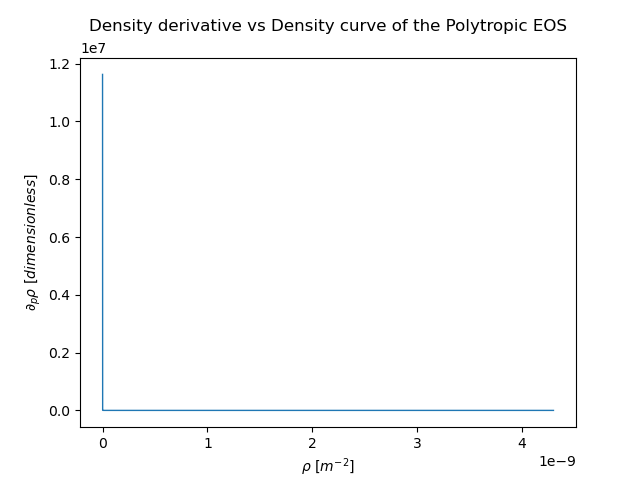 Density derivative vs Density curve of the Polytropic EOS
1e7
1.2
1.0
0.8
0.6
0.4
0.2
0.0
∂ₚρ [dimensionless]
0 1 2 3 4
1e−9
ρ [m⁻²]